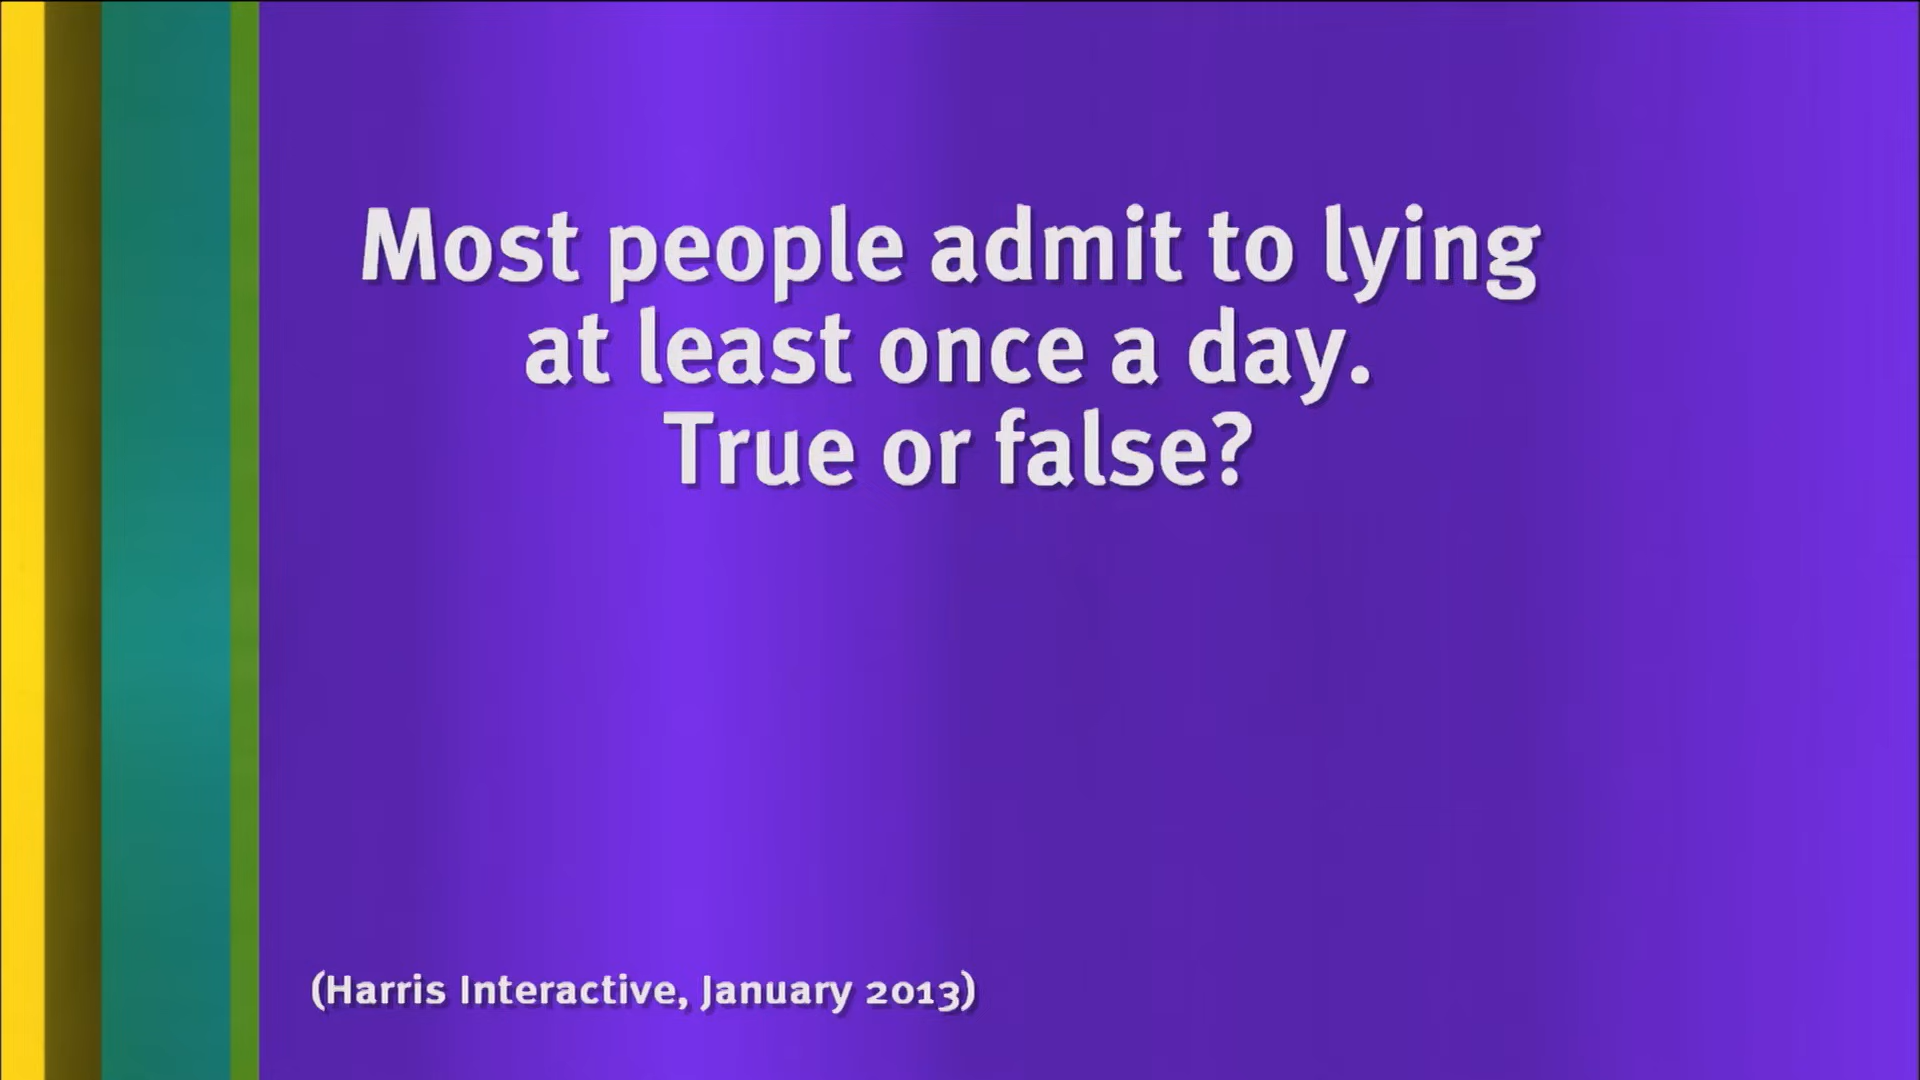 Most people admit to lying
at least once a day.
True or false?
(Harris Interactive, January 2013)